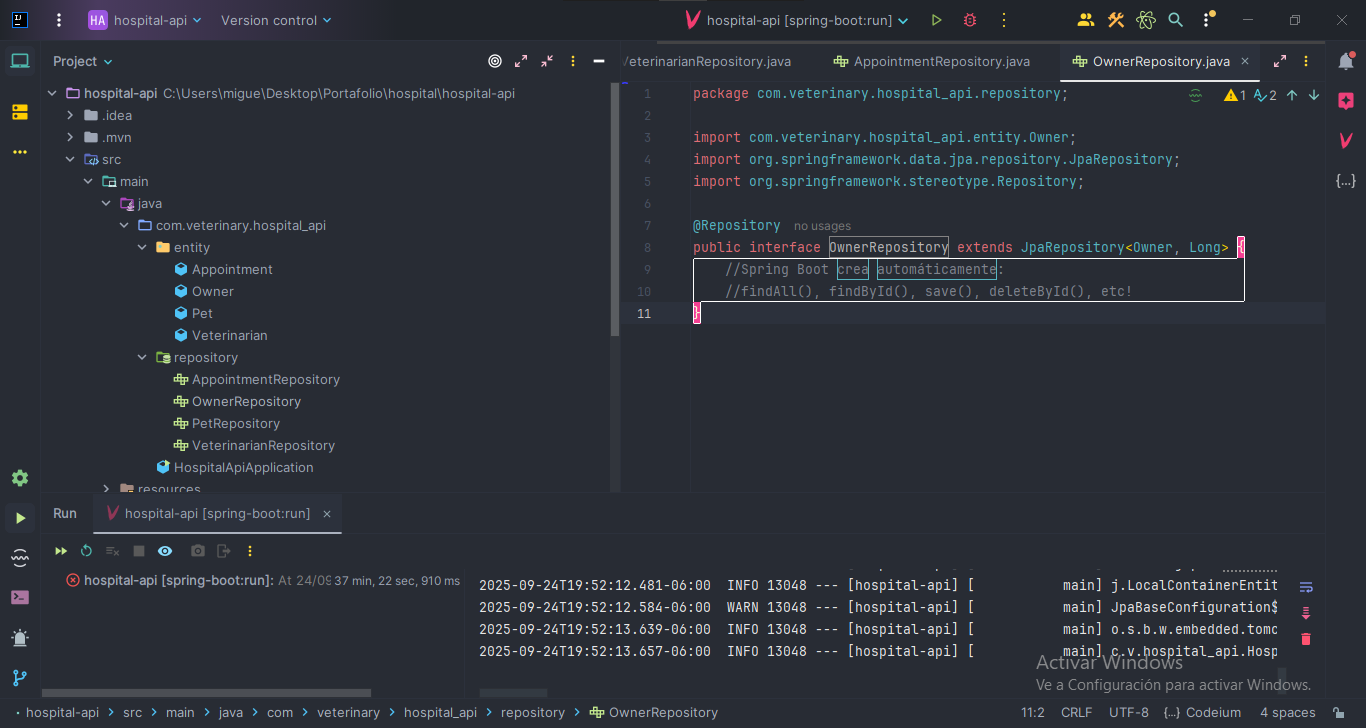 HA hospital-api Version control hospital-api [spring-boot:run]
Project
hospital-api C:\Users\migue\Desktop\Portafolio\hospital\hospital-api
.idea
.mvn
src
main
java
com.veterinary.hospital_api
entity
Appointment
Owner
Pet
Veterinarian
repository
AppointmentRepository
OwnerRepository
PetRepository
VeterinarianRepository
HospitalApiApplication
resources
eterinarianRepository.java AppointmentRepository.java OwnerRepository.java
1 package com.veterinary.hospital_api.repository; 1 2
2
3 import com.veterinary.hospital_api.entity.Owner;
4 import org.springframework.data.jpa.repository.JpaRepository;
5 import org.springframework.stereotype.Repository;
6
7 @Repository no usages
8 public interface OwnerRepository extends JpaRepository<Owner, Long> {
9 //Spring Boot crea automáticamente:
10 //findAll(), findById(), save(), deleteById(), etc!
11 }
Run hospital-api [spring-boot:run]
hospital-api [spring-boot:run]: At 24/09 37 min, 22 sec, 910 ms
2025-09-24T19:52:12.481-06:00 INFO 13048 --- [hospital-api] [ main] j.LocalContainerEntit
2025-09-24T19:52:12.584-06:00 WARN 13048 --- [hospital-api] [ main] JpaBaseConfiguration$
2025-09-24T19:52:13.639-06:00 INFO 13048 --- [hospital-api] [ main] o.s.b.w.embedded.tomc
2025-09-24T19:52:13.657-06:00 INFO 13048 --- [hospital-api] [ main] c.v.hospital_api.Hosp
Activar Windows
Ve a Configuración para activar Windows.
hospital-api > src > main > java > com > veterinary > hospital_api > repository > OwnerRepository 11:2 CRLF UTF-8 {...} Codeium 4 spaces